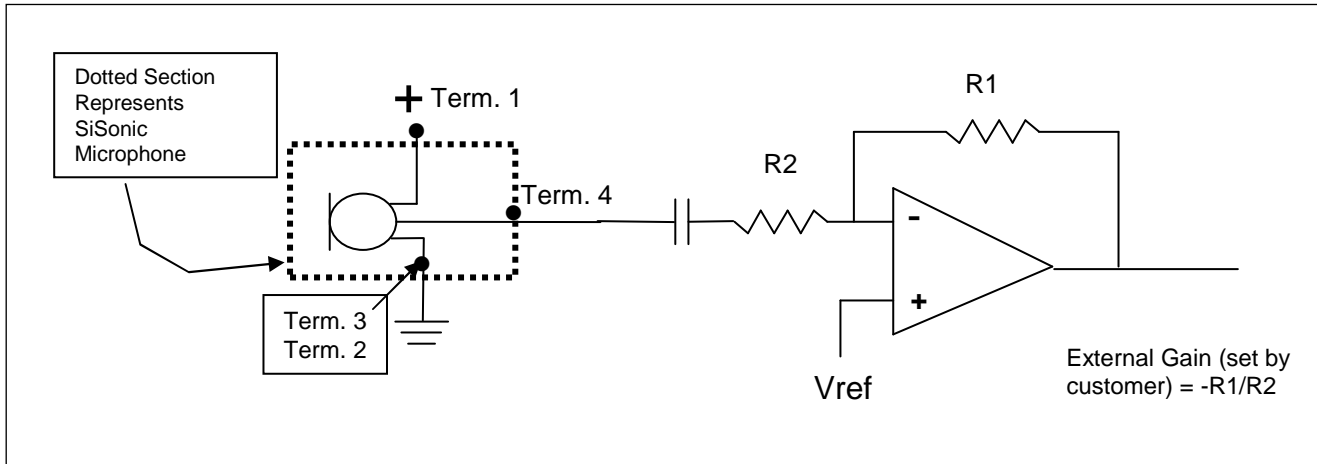 Dotted Section
Represents
SiSonic
Microphone
+ Term. 1
Term. 4
Term. 3
Term. 2
R2
R1
-
+
Vref
External Gain (set by
customer) = -R1/R2